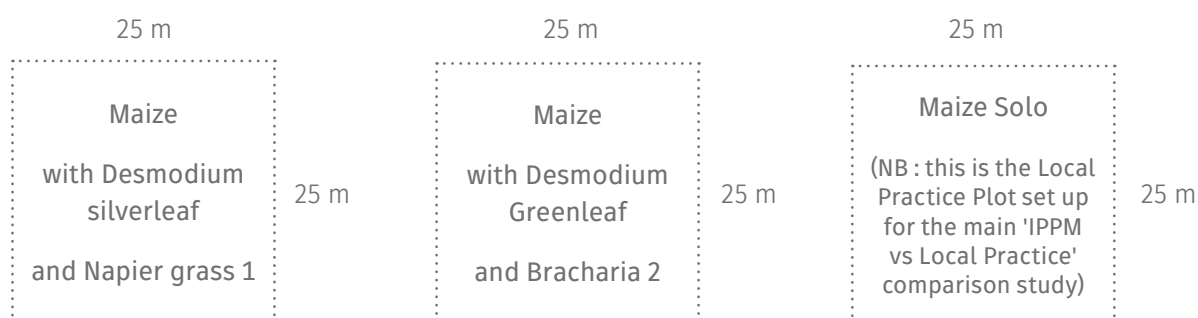 25 m
25 m
25 m
Maize
with Desmodium
silverleaf
and Napier grass 1
25 m
Maize
with Desmodium
Greenleaf
and Bracharia 2
25 m
Maize Solo
(NB : this is the Local
Practice Plot set up
for the main 'IPPM
vs Local Practice'
comparison study)
25 m